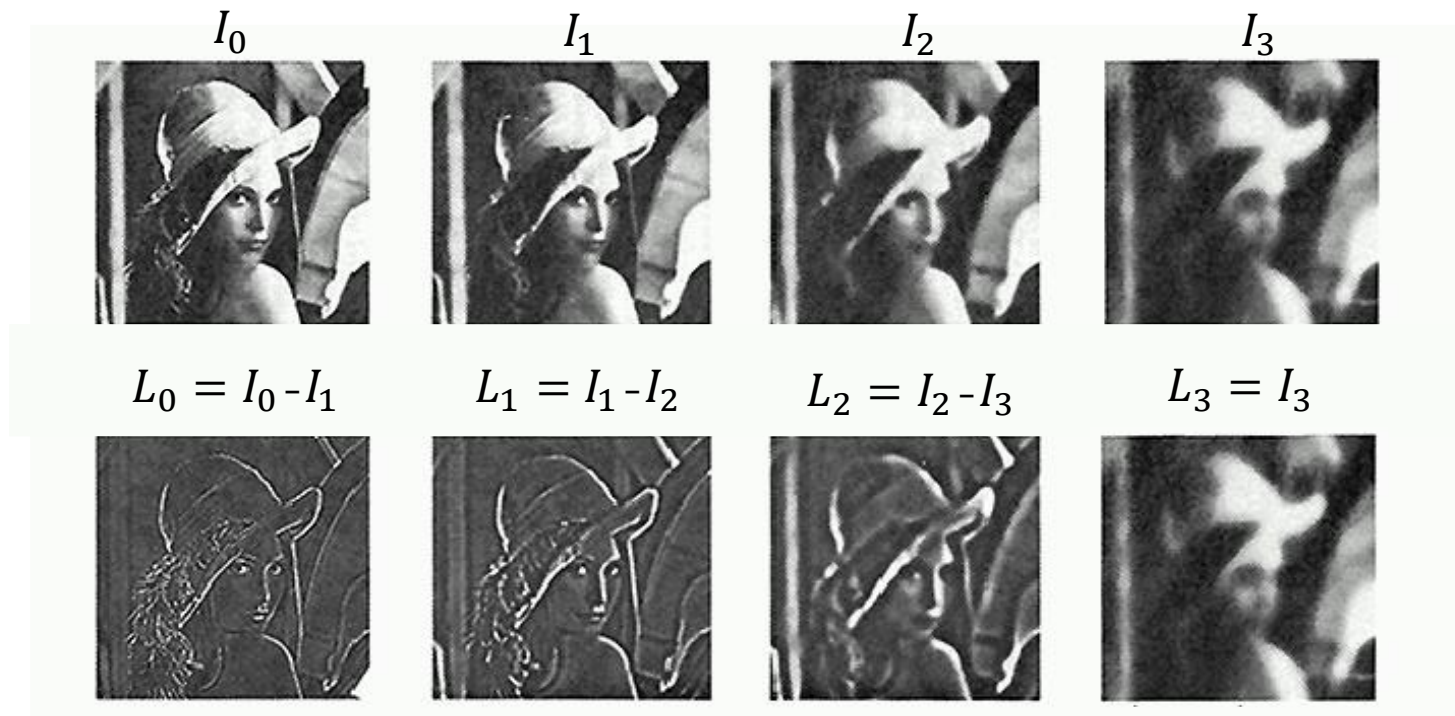 I₀ I₁ I₂ I₃
L₀ = I₀ - I₁ L₁ = I₁ - I₂ L₂ = I₂ - I₃ L₃ = I₃